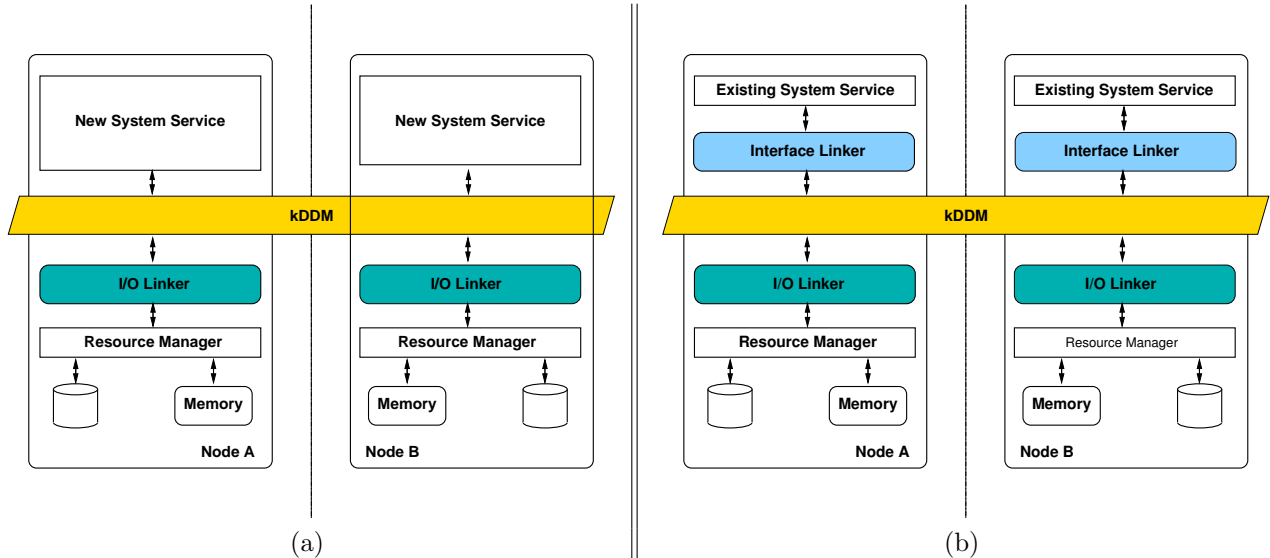 New System Service
New System Service
kDDM
I/O Linker
I/O Linker
Resource Manager
Resource Manager
Memory
Memory
Node A
Node B
(a)
Existing System Service
Existing System Service
Interface Linker
Interface Linker
kDDM
I/O Linker
I/O Linker
Resource Manager
Resource Manager
Memory
Memory
Node A
Node B
(b)